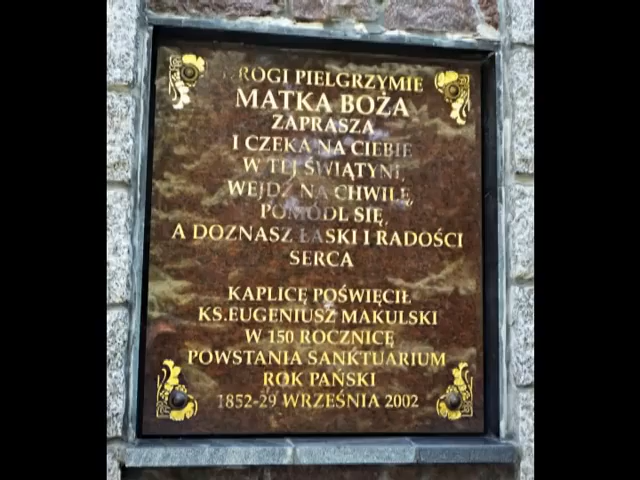 DROGI PIELGRZYMIE
MATKA BOŻA
ZAPRASZA
I CZEKA NA CIEBIE
W TEJ ŚWIĄTYNI,
WEJDŹ NA CHWILĘ,
POMÓDL SIĘ,
A DOZNASZ ŁASKI I RADOŚCI
SERCA
KAPLICĘ POŚWIĘCIŁ
KS.EUGENIUSZ MAKULSKI
W 150 ROCZNICĘ
POWSTANIA SANKTUARIUM
ROK PAŃSKI
1852-29 WRZEŚNIA 2002